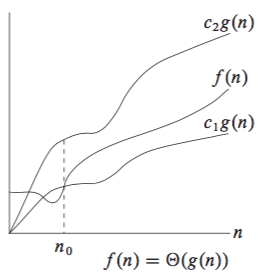 c₂g(n)
f(n)
c₁g(n)
n
n₀
f(n) = Θ(g(n))